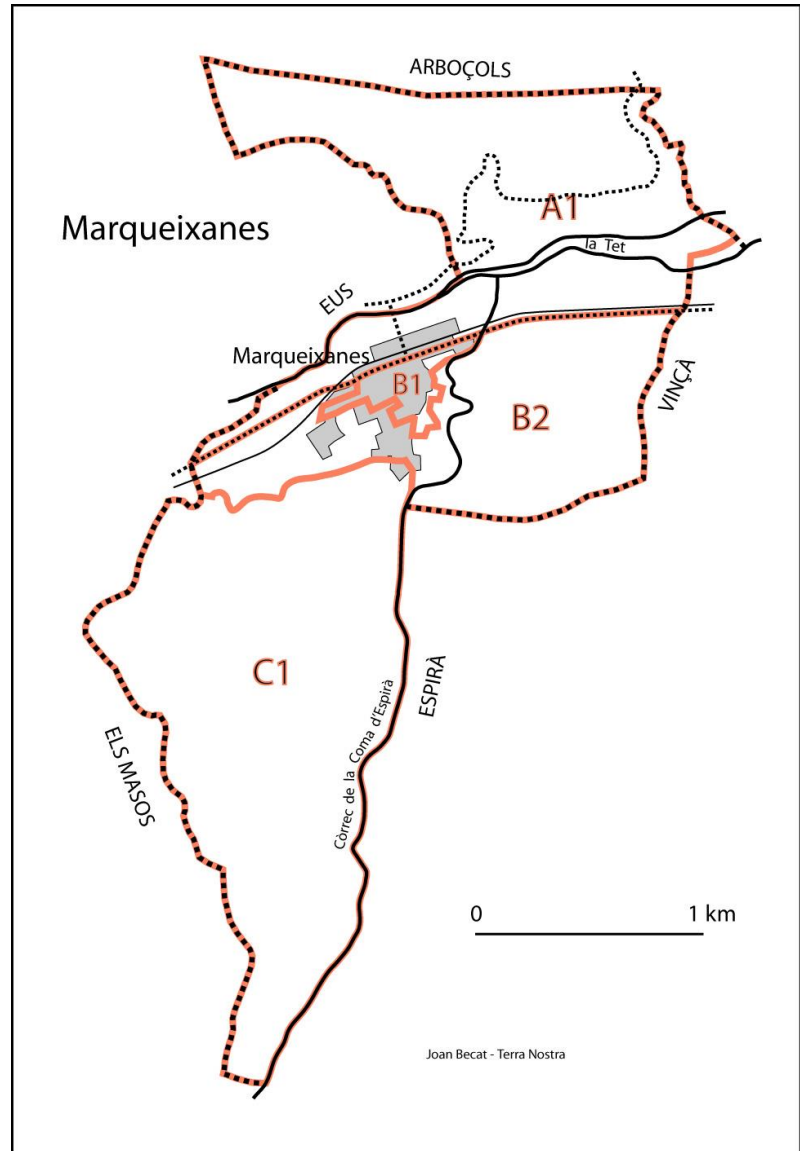 ARBOÇOLS
A1
Marqueixanes
la Tet
EUS
Marqueixanes
B1
VINÇÀ
B2
C1
ESPIRÀ
Còrrec de la Coma d'Espirà
ELS MASOS
0 1 km
Joan Becat - Terra Nostra